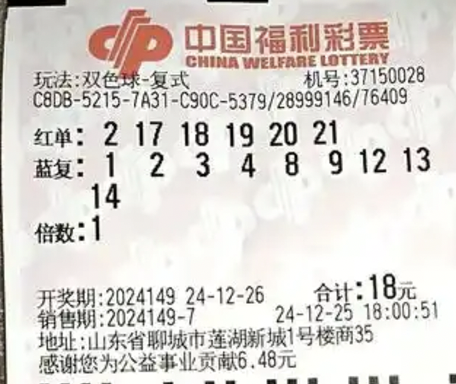 中国福利彩票
CHINA WELFARE LOTTERY
玩法:双色球-复式 机号:37150028
C8DB-5215-7A31-C90C-5379/28999146/76409
红单: 2 17 18 19 20 21
蓝复: 1 2 3 4 8 9 12 13
14
倍数:1
开奖期:2024149 24-12-26 合计:18元
销售期:2024149-7 24-12-25 18:00:51
地址:山东省聊城市莲湖新城1号楼商35
感谢您为公益事业贡献6.48元